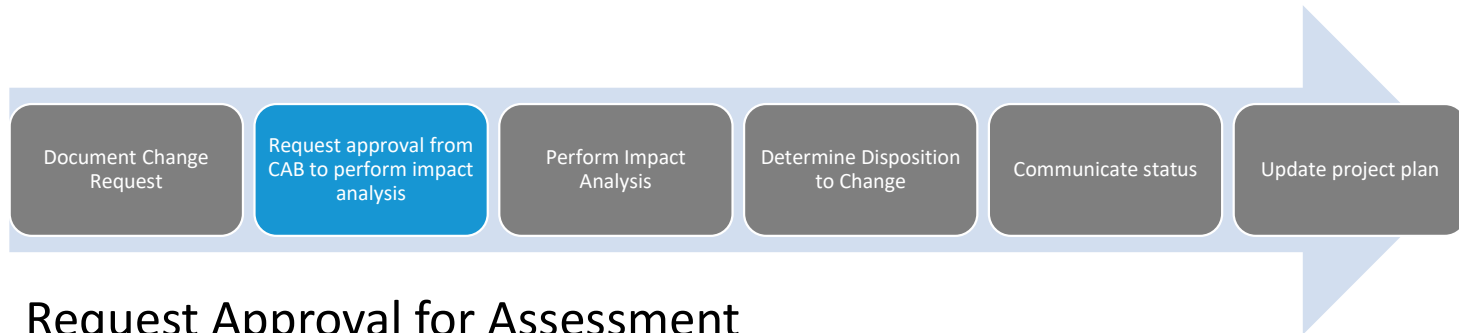 Document Change
Request
Request approval from
CAB to perform impact
analysis
Perform Impact
Analysis
Determine Disposition
to Change
Communicate status
Update project plan
Request Approval for Assessment